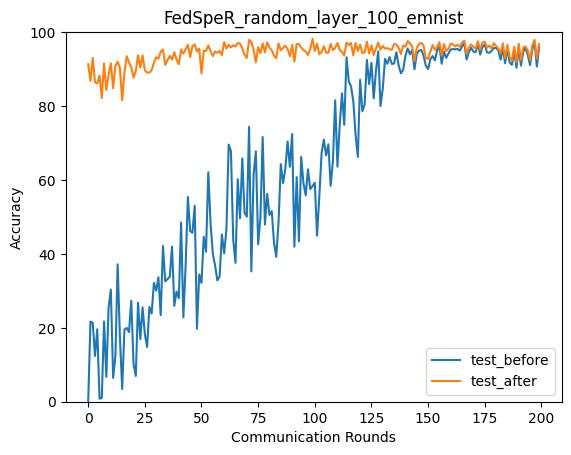 FedSpeR_random_layer_100_emnist
100
80
60
40
20
0
Accuracy
0 25 50 75 100 125 150 175 200
Communication Rounds
test_before
test_after